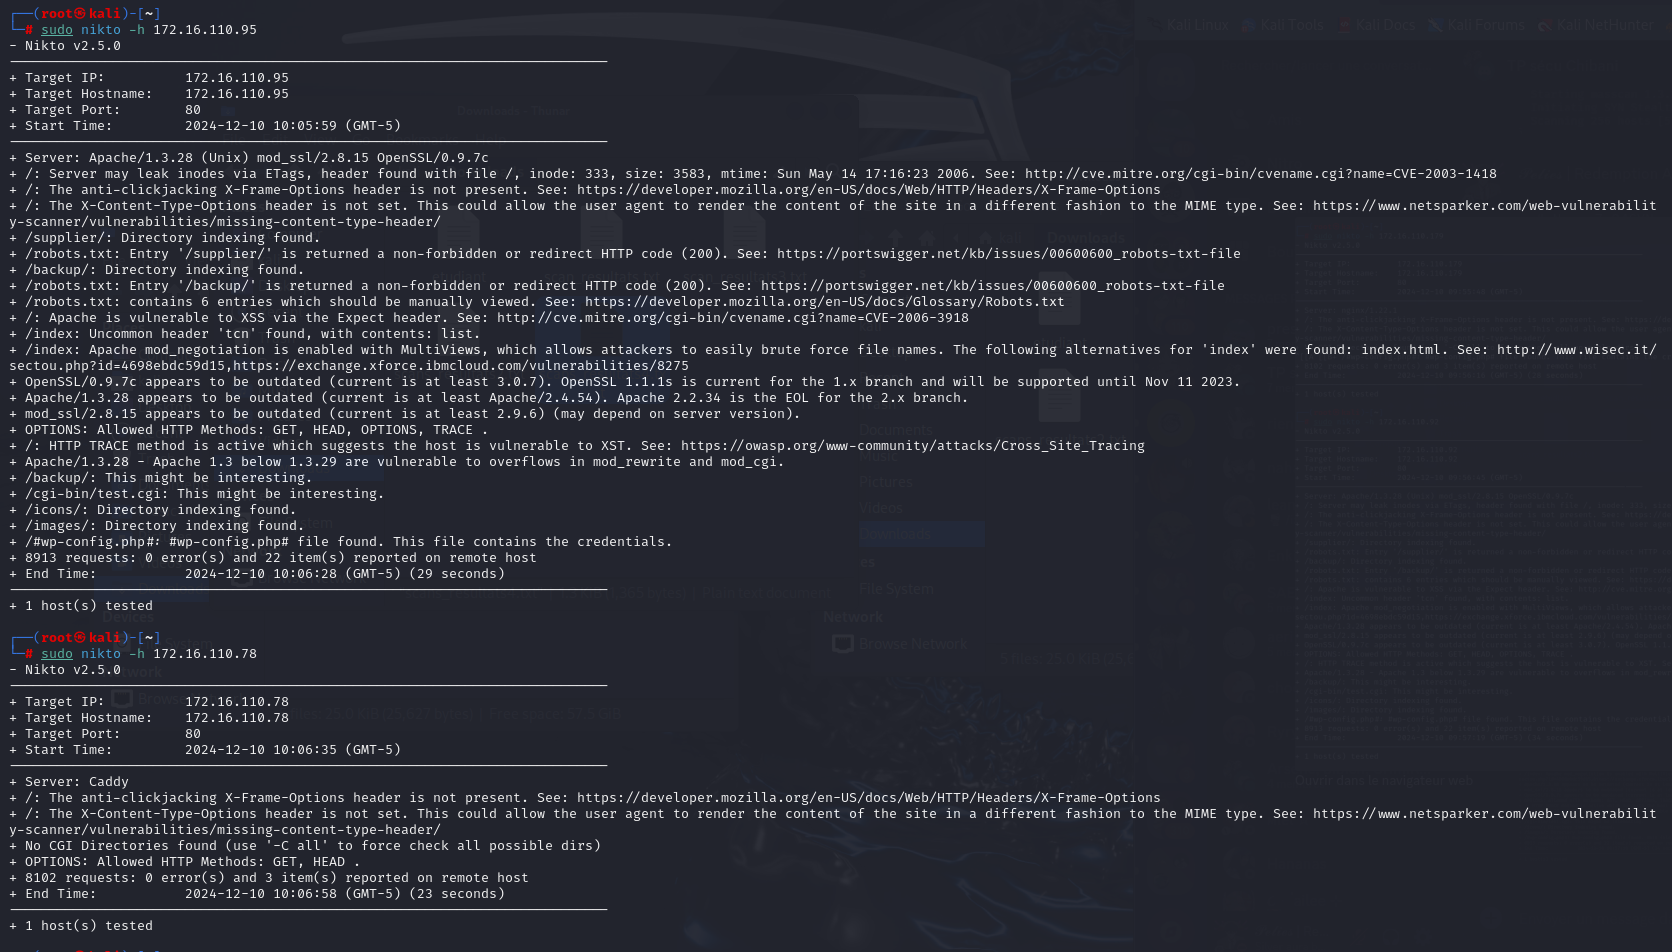 ┌──(root㉿kali)-[~]
└─# sudo nikto -h 172.16.110.95
- Nikto v2.5.0
---------------------------------------------------------------------------
+ Target IP:          172.16.110.95
+ Target Hostname:    172.16.110.95
+ Target Port:        80
+ Start Time:         2024-12-10 10:05:59 (GMT-5)
---------------------------------------------------------------------------
+ Server: Apache/1.3.28 (Unix) mod_ssl/2.8.15 OpenSSL/0.9.7c
+ /: Server may leak inodes via ETags, header found with file /, inode: 333, size: 3583, mtime: Sun May 14 17:16:23 2006. See: http://cve.mitre.org/cgi-bin/cvename.cgi?name=CVE-2003-1418
+ /: The anti-clickjacking X-Frame-Options header is not present. See: https://developer.mozilla.org/en-US/docs/Web/HTTP/Headers/X-Frame-Options
+ /: The X-Content-Type-Options header is not set. This could allow the user agent to render the content of the site in a different fashion to the MIME type. See: https://www.netsparker.com/web-vulnerabilit
y-scanner/vulnerabilities/missing-content-type-header/
+ /supplier/: Directory indexing found.
+ /robots.txt: Entry '/supplier/' is returned a non-forbidden or redirect HTTP code (200). See: https://portswigger.net/kb/issues/00600600_robots-txt-file
+ /backup/: Directory indexing found.
+ /robots.txt: Entry '/backup/' is returned a non-forbidden or redirect HTTP code (200). See: https://portswigger.net/kb/issues/00600600_robots-txt-file
+ /robots.txt: contains 6 entries which should be manually viewed. See: https://developer.mozilla.org/en-US/docs/Glossary/Robots.txt
+ /: Apache is vulnerable to XSS via the Expect header. See: http://cve.mitre.org/cgi-bin/cvename.cgi?name=CVE-2006-3918
+ /index: Uncommon header 'tcn' found, with contents: list.
+ /index: Apache mod_negotiation is enabled with MultiViews, which allows attackers to easily brute force file names. The following alternatives for 'index' were found: index.html. See: http://www.wisec.it/
sectou.php?id=4698ebdc59d15,https://exchange.xforce.ibmcloud.com/vulnerabilities/8275
+ OpenSSL/0.9.7c appears to be outdated (current is at least 3.0.7). OpenSSL 1.1.1s is current for the 1.x branch and will be supported until Nov 11 2023.
+ Apache/1.3.28 appears to be outdated (current is at least Apache/2.4.54). Apache 2.2.34 is the EOL for the 2.x branch.
+ mod_ssl/2.8.15 appears to be outdated (current is at least 2.9.6) (may depend on server version).
+ OPTIONS: Allowed HTTP Methods: GET, HEAD, OPTIONS, TRACE .
+ /: HTTP TRACE method is active which suggests the host is vulnerable to XST. See: https://owasp.org/www-community/attacks/Cross_Site_Tracing
+ Apache/1.3.28 - Apache 1.3 below 1.3.29 are vulnerable to overflows in mod_rewrite and mod_cgi.
+ /backup/: This might be interesting.
+ /cgi-bin/test.cgi: This might be interesting.
+ /icons/: Directory indexing found.
+ /images/: Directory indexing found.
+ /#wp-config.php#: #wp-config.php# file found. This file contains the credentials.
+ 8913 requests: 0 error(s) and 22 item(s) reported on remote host
+ End Time:           2024-12-10 10:06:28 (GMT-5) (29 seconds)
---------------------------------------------------------------------------
+ 1 host(s) tested
┌──(root㉿kali)-[~]
└─# sudo nikto -h 172.16.110.78
- Nikto v2.5.0
---------------------------------------------------------------------------
+ Target IP:          172.16.110.78
+ Target Hostname:    172.16.110.78
+ Target Port:        80
+ Start Time:         2024-12-10 10:06:35 (GMT-5)
---------------------------------------------------------------------------
+ Server: Caddy
+ /: The anti-clickjacking X-Frame-Options header is not present. See: https://developer.mozilla.org/en-US/docs/Web/HTTP/Headers/X-Frame-Options
+ /: The X-Content-Type-Options header is not set. This could allow the user agent to render the content of the site in a different fashion to the MIME type. See: https://www.netsparker.com/web-vulnerabilit
y-scanner/vulnerabilities/missing-content-type-header/
+ No CGI Directories found (use '-C all' to force check all possible dirs)
+ OPTIONS: Allowed HTTP Methods: GET, HEAD .
+ 8102 requests: 0 error(s) and 3 item(s) reported on remote host
+ End Time:           2024-12-10 10:06:58 (GMT-5) (23 seconds)
---------------------------------------------------------------------------
+ 1 host(s) tested
Kali Linux Kali Tools Kali Docs Kali Forums Kali NetHunter
Downloads
Documents
Music
Pictures
Videos
Downloads
File System
Devices
Network
Browse Network
Ouvrir dans le navigateur web